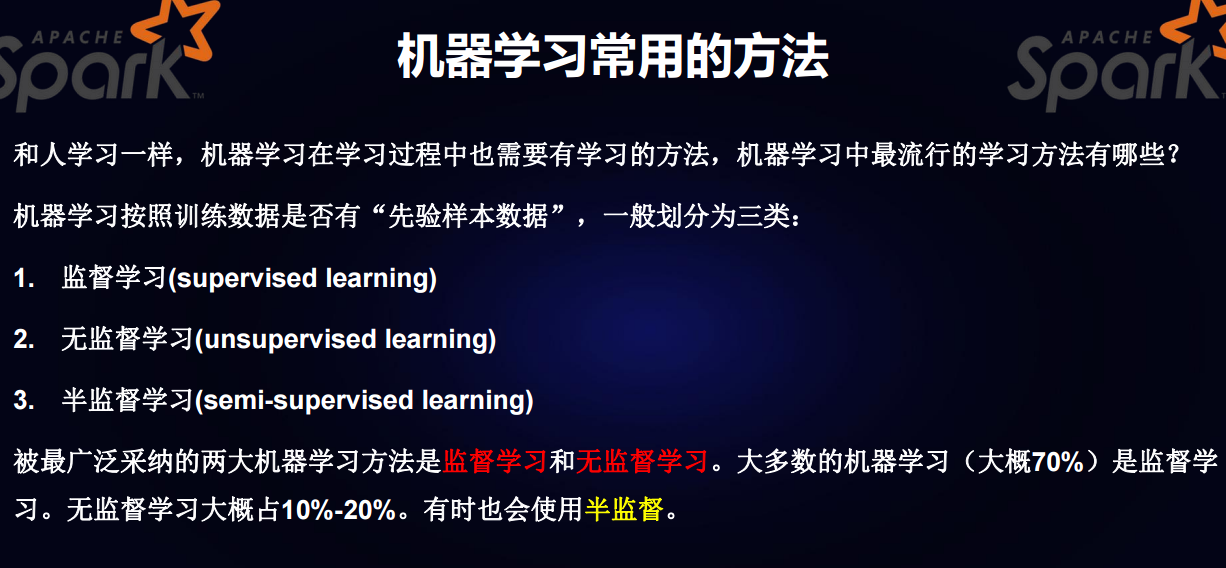 APACHE
Spark™
APACHE
Spark
机器学习常用的方法
和人学习一样，机器学习在学习过程中也需要有学习的方法，机器学习中最流行的学习方法有哪些？
机器学习按照训练数据是否有“先验样本数据”，一般划分为三类：
1. 监督学习(supervised learning)
2. 无监督学习(unsupervised learning)
3. 半监督学习(semi-supervised learning)
被最广泛采纳的两大机器学习方法是监督学习和无监督学习。大多数的机器学习（大概70%）是监督学
习。无监督学习大概占10%-20%。有时也会使用半监督。